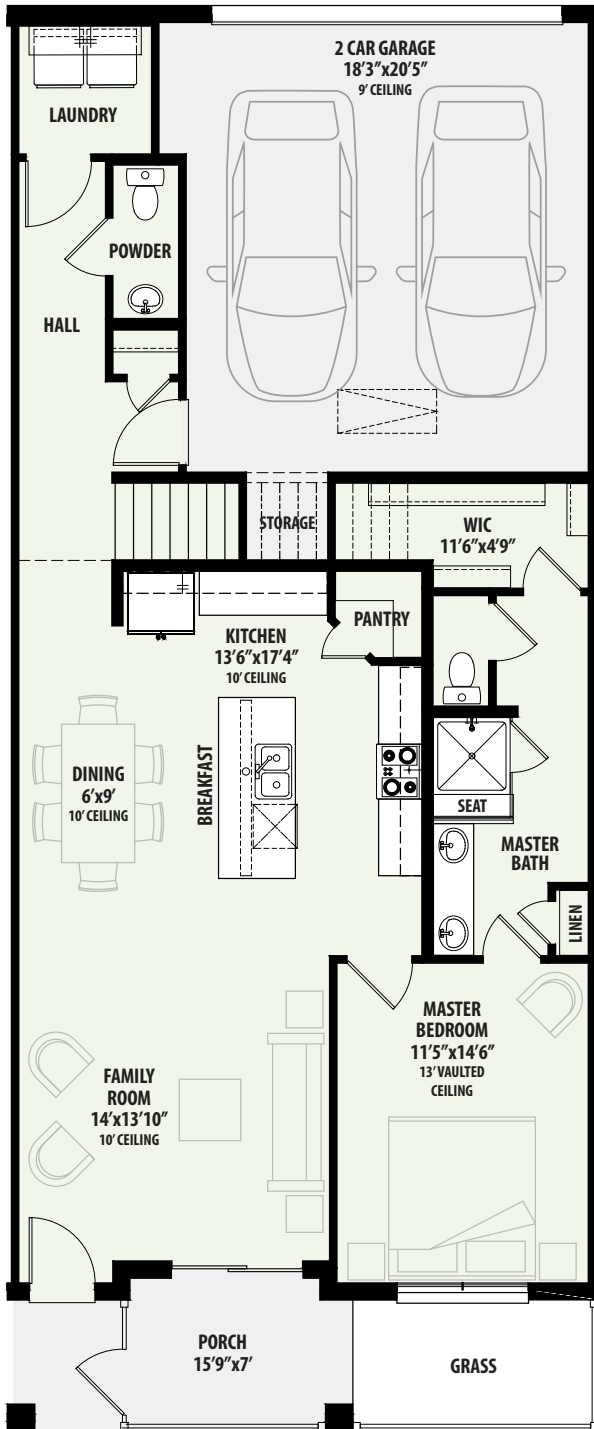 2 CAR GARAGE
18'3"x20'5"
9' CEILING
LAUNDRY
POWDER
HALL
STORAGE
WIC
11'6"x4'9"
PANTRY
KITCHEN
13'6"x17'4"
10' CEILING
BREAKFAST
DINING
6'x9'
10' CEILING
SEAT
MASTER
BATH
LINEN
MASTER
BEDROOM
11'5"x14'6"
13' VAULTED
CEILING
FAMILY
ROOM
14'x13'10"
10' CEILING
PORCH
15'9"x7'
GRASS